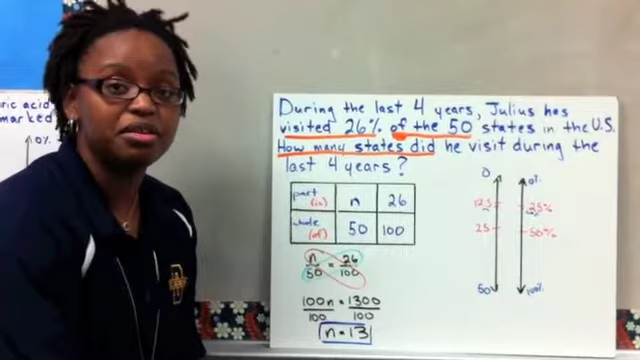 oric acid
marked
0%
During the last 4 years, Julius has
visited 26% of the 50 states in the U.S.
How many states did he visit during the
last 4 years?
part (is) n 26
whole (of) 50 100
n/50 = 26/100
100n = 1300
100 100
n = 13
0 0%
12.5 25%
25 50%
50 100%